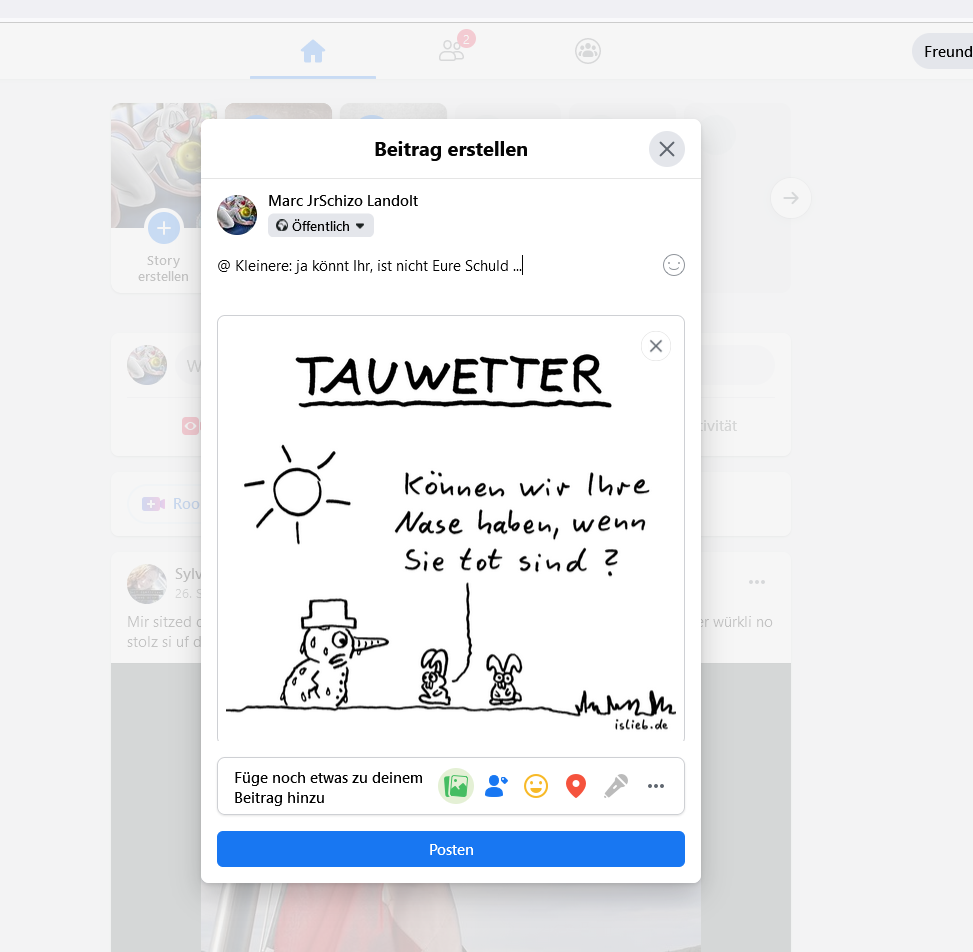 2
Freund
Beitrag erstellen
Marc JrSchizo Landolt
Öffentlich
@ Kleinere: ja könnt Ihr, ist nicht Eure Schuld ...
Story
erstellen
W
TAUWETTER
Können wir Ihre
Nase haben, wenn
Sie tot sind?
islieb.de
tivität
Roo
Sylv
26. S
Mir sitzed
er würkli no
stolz si uf d
Füge noch etwas zu deinem
Beitrag hinzu
Posten